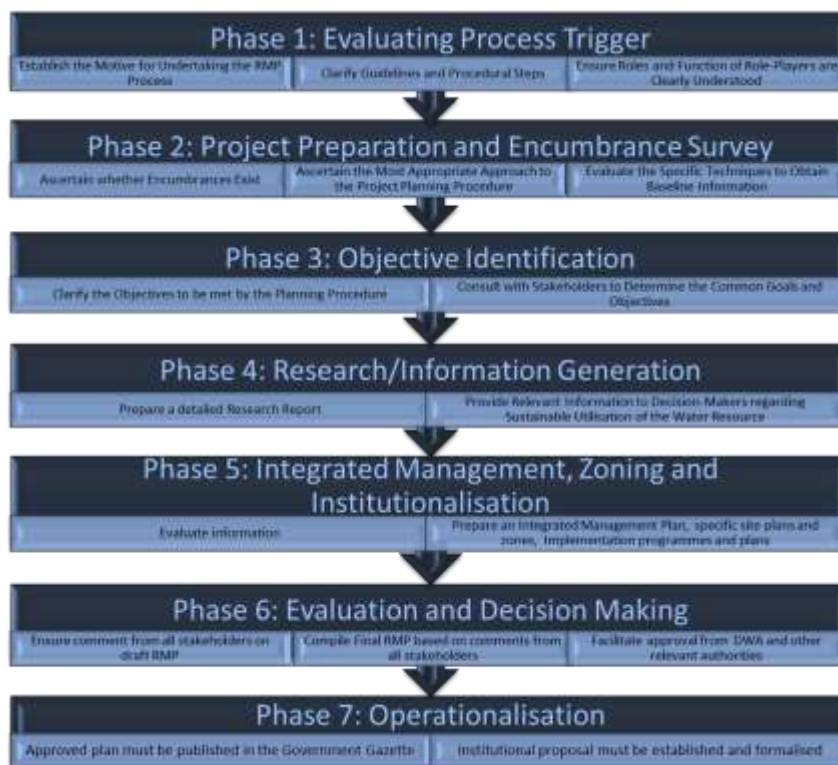 Phase 1: Evaluating Process Trigger
Establish the Motive for Undertaking the RMP
Process
Clarify Guidelines and Procedural Steps
Ensure Roles and Function of Role-Players are
Clearly Understood
Phase 2: Project Preparation and Encumbrance Survey
Ascertain whether Encumbrances Exist
Ascertain the Most Appropriate Approach to
the Project Planning Procedure
Evaluate the Specific Techniques to Obtain
Baseline Information
Phase 3: Objective Identification
Clarify the Objectives to be met by the Planning Procedure
Consult with Stakeholders to Determine the Common Goals and
Objectives
Phase 4: Research/Information Generation
Prepare a detailed Research Report
Provide Relevant Information to Decision-Makers regarding
Sustainable Utilisation of the Water Resource
Phase 5: Integrated Management, Zoning and
Institutionalisation
Evaluate information
Prepare an Integrated Management Plan, specific site plans and
zones, Implementation programmes and plans
Phase 6: Evaluation and Decision Making
Ensure comment from all stakeholders on
draft RMP
Compile Final RMP based on comments from
all stakeholders
Facilitate approval from DWA and other
relevant authorities
Phase 7: Operationalisation
Approved plan must be published in the Government Gazette
Institutional proposal must be established and formalised